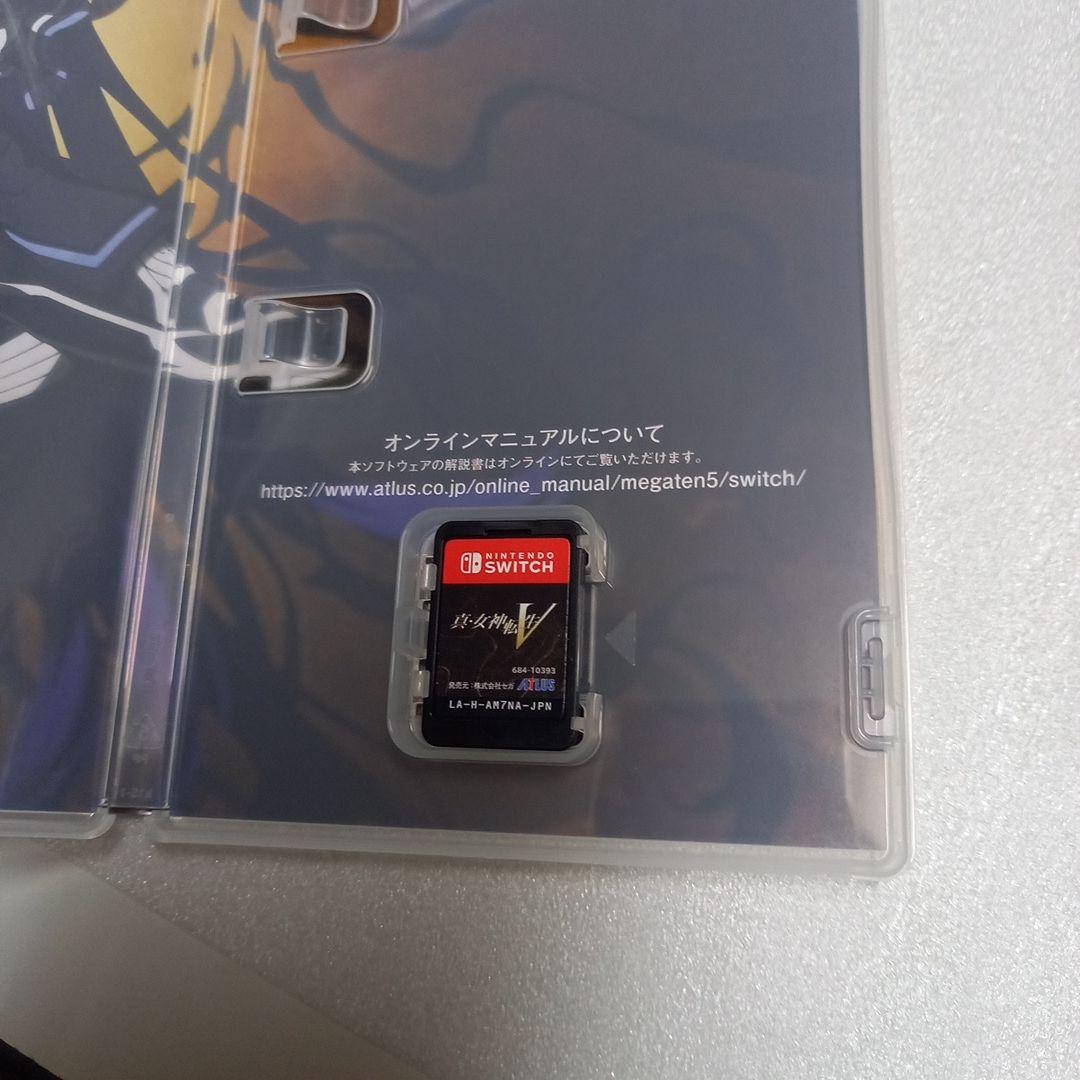 オンラインマニュアルについて
本ソフトウェアの解説書はオンラインにてご覧いただけます。
https://www.atlus.co.jp/online_manual/megaten5/switch/
NINTENDO
SWITCH
真・女神転生V
684-10393
発売元:株式会社セガ ATLUS
LA-H-AM7NA-JPN